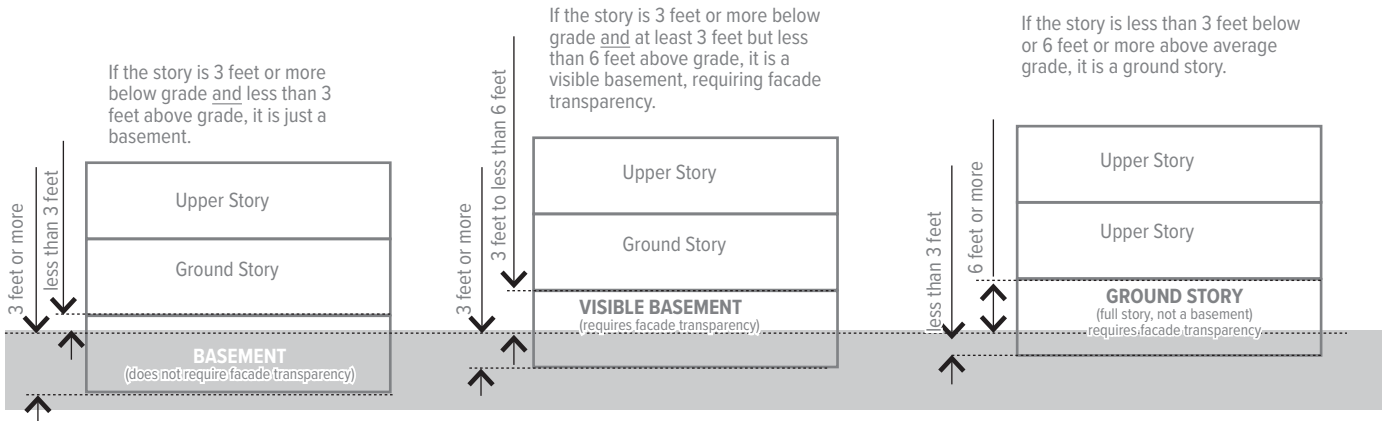 If the story is 3 feet or more
below grade and less than 3
feet above grade, it is just a
basement.
3 feet or more
less than 3 feet
Upper Story
Ground Story
BASEMENT
(does not require facade transparency)
If the story is 3 feet or more below
grade and at least 3 feet but less
than 6 feet above grade, it is a
visible basement, requiring facade
transparency.
3 feet or more
3 feet to less than 6 feet
Upper Story
Ground Story
VISIBLE BASEMENT
(requires facade transparency)
If the story is less than 3 feet below
or 6 feet or more above average
grade, it is a ground story.
less than 3 feet
6 feet or more
Upper Story
Upper Story
GROUND STORY
(full story, not a basement)
requires facade transparency